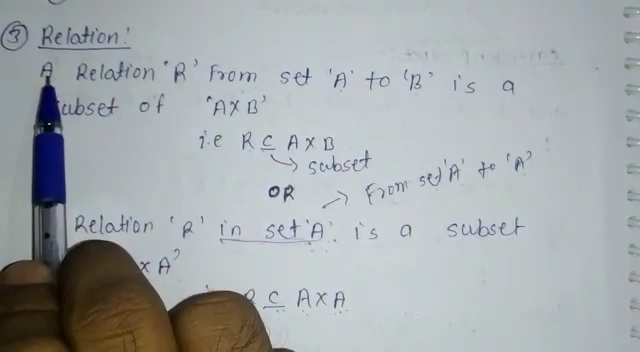 ③ Relation:
A Relation 'R' From set 'A' to 'B' is a
subset of 'A×B'
i.e R ⊆ A×B
→ subset
OR
→ From set 'A' to 'A'
Relation 'R' in set 'A'. is a subset
× A'
R ⊆ A×A